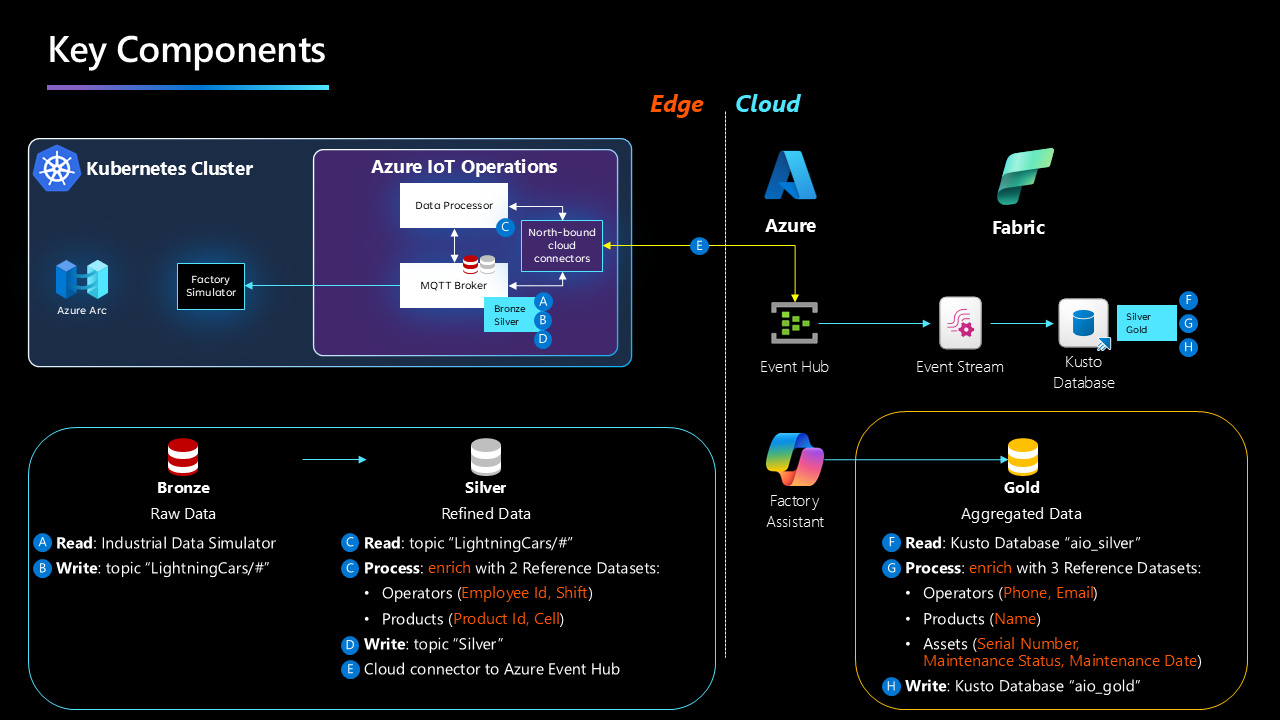 Key Components
Edge
Cloud
Kubernetes Cluster
Azure IoT Operations
Data Processor
C
North-bound
cloud
connectors
E
Azure
Fabric
Azure Arc
Factory
Simulator
MQTT Broker
Bronze
Silver
A
B
D
Event Hub
Event Stream
Kusto
Database
Silver
Gold
F
G
H
Bronze
Raw Data
A Read: Industrial Data Simulator
B Write: topic “LightningCars/#”
Silver
Refined Data
C Read: topic “LightningCars/#”
C Process: enrich with 2 Reference Datasets:
• Operators (Employee Id, Shift)
• Products (Product Id, Cell)
D Write: topic “Silver”
E Cloud connector to Azure Event Hub
Factory
Assistant
Gold
Aggregated Data
F Read: Kusto Database “aio_silver”
G Process: enrich with 3 Reference Datasets:
• Operators (Phone, Email)
• Products (Name)
• Assets (Serial Number,
Maintenance Status, Maintenance Date)
H Write: Kusto Database “aio_gold”